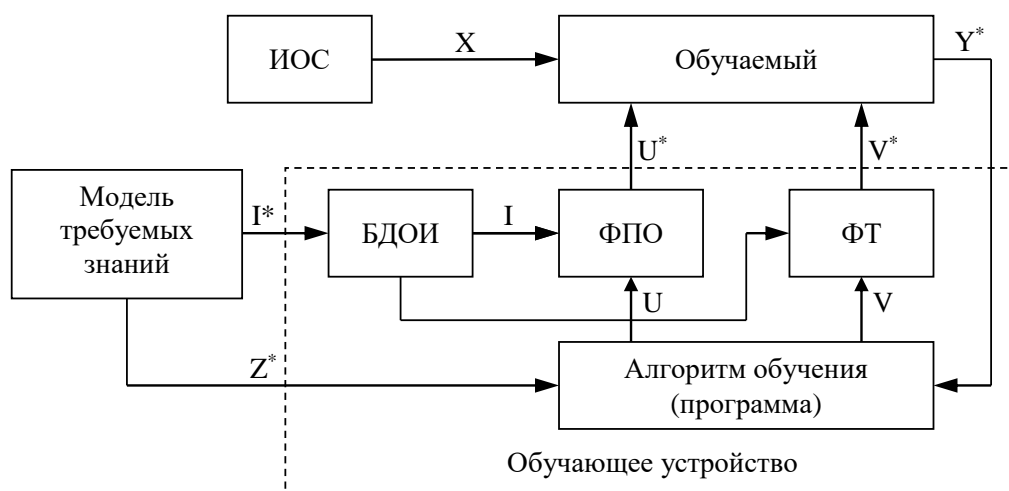 ИОС
X
Обучаемый
Y*
U*
V*
Модель
требуемых
знаний
I*
БДОИ
I
ФПО
ФТ
U
V
Z*
Алгоритм обучения
(программа)
Обучающее устройство